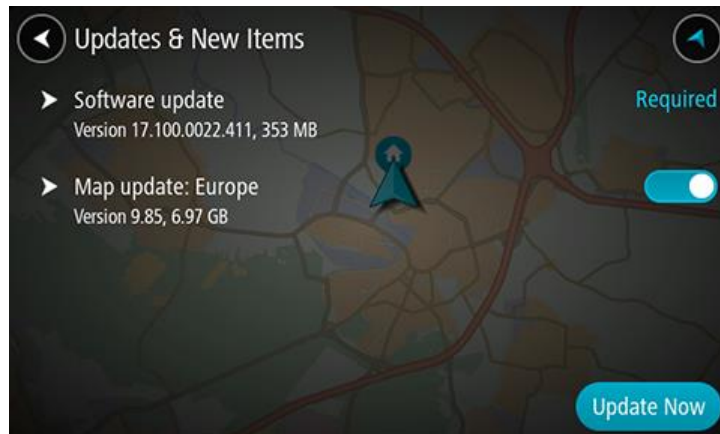 Updates & New Items
Software update
Required
Version 17.100.0022.411, 353 MB
Map update: Europe
Version 9.85, 6.97 GB
Update Now